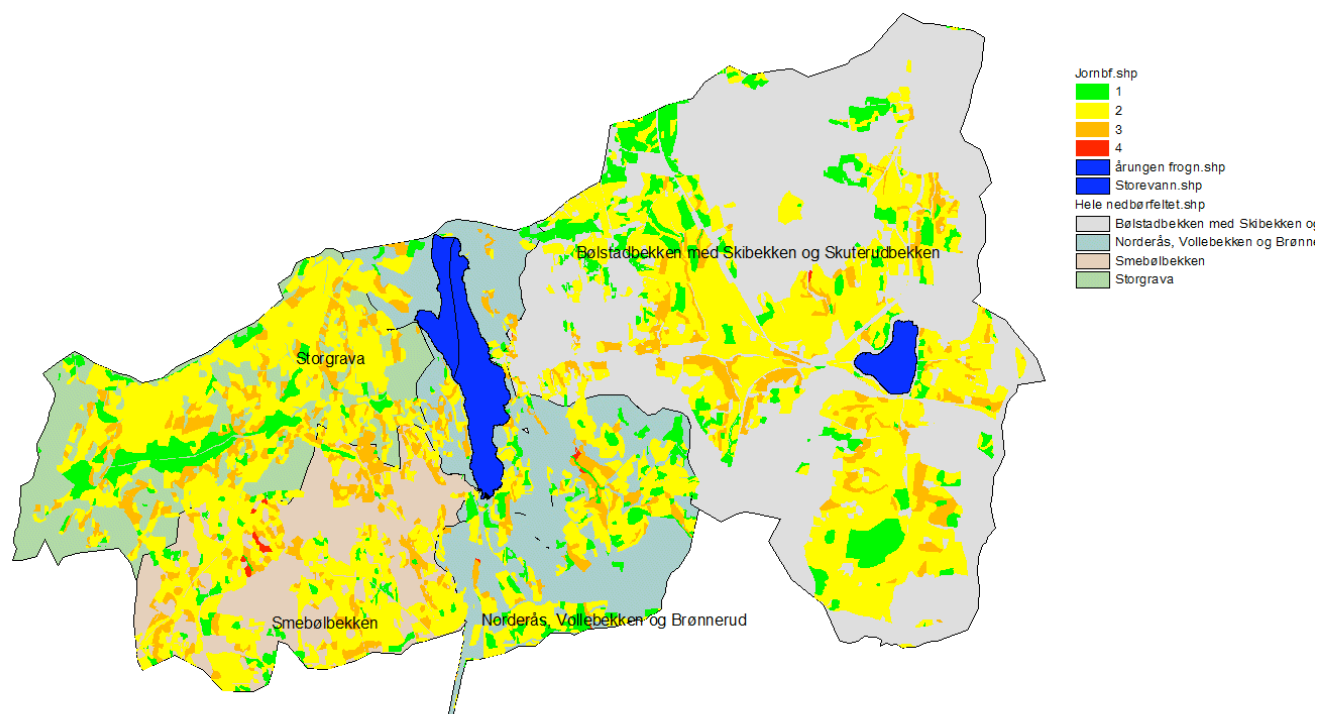 Jornbf.shp
1
2
3
4
årungen frogn.shp
Storevann.shp
Hele nedbørfeltet.shp
Bølstadbekken med Skibekken og
Norderås, Vollebekken og Brønne
Smebølbekken
Storgrava
Bølstadbekken med Skibekken og Skuterudbekken
Storgrava
Smebølbekken
Norderås, Vollebekken og Brønnerud